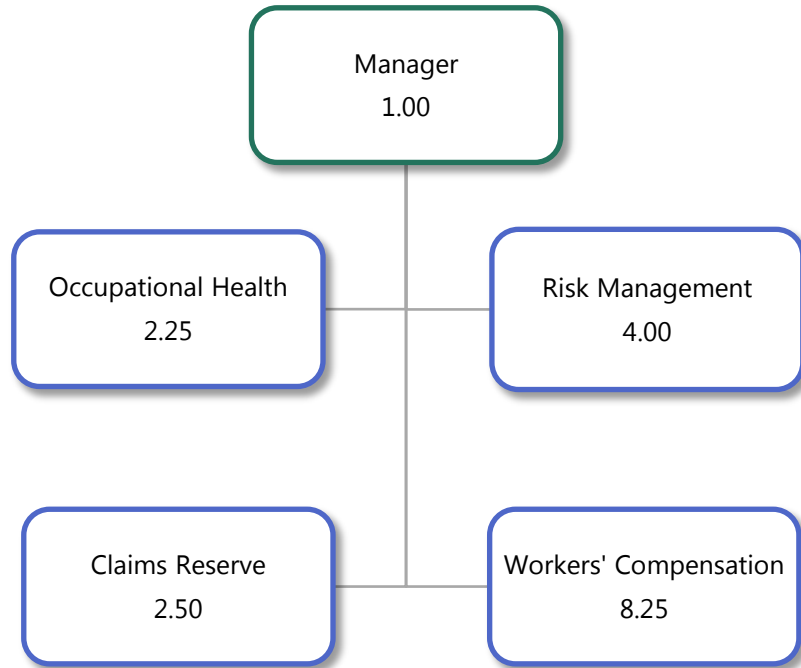 Manager
1.00
Occupational Health
2.25
Risk Management
4.00
Claims Reserve
2.50
Workers' Compensation
8.25